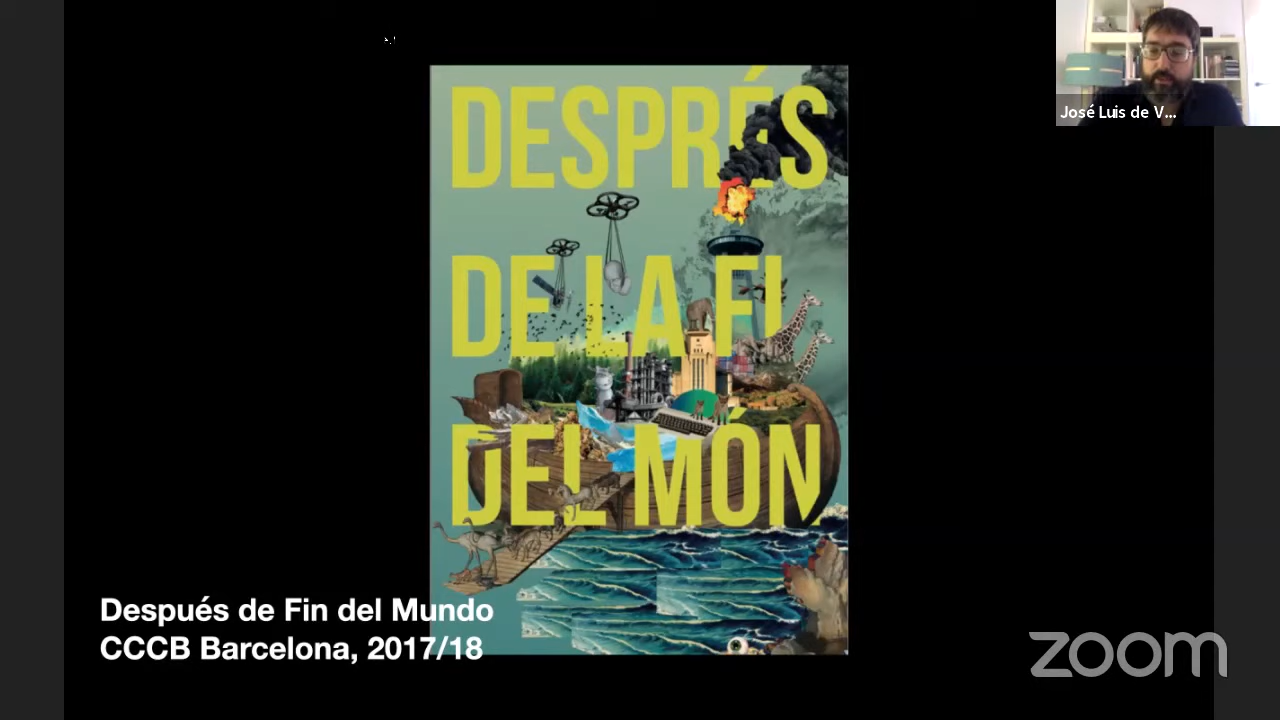 José Luis de V...
DESPRÉS
DE LA FI
DEL MÓN
Después de Fin del Mundo
CCCB Barcelona, 2017/18
zoom